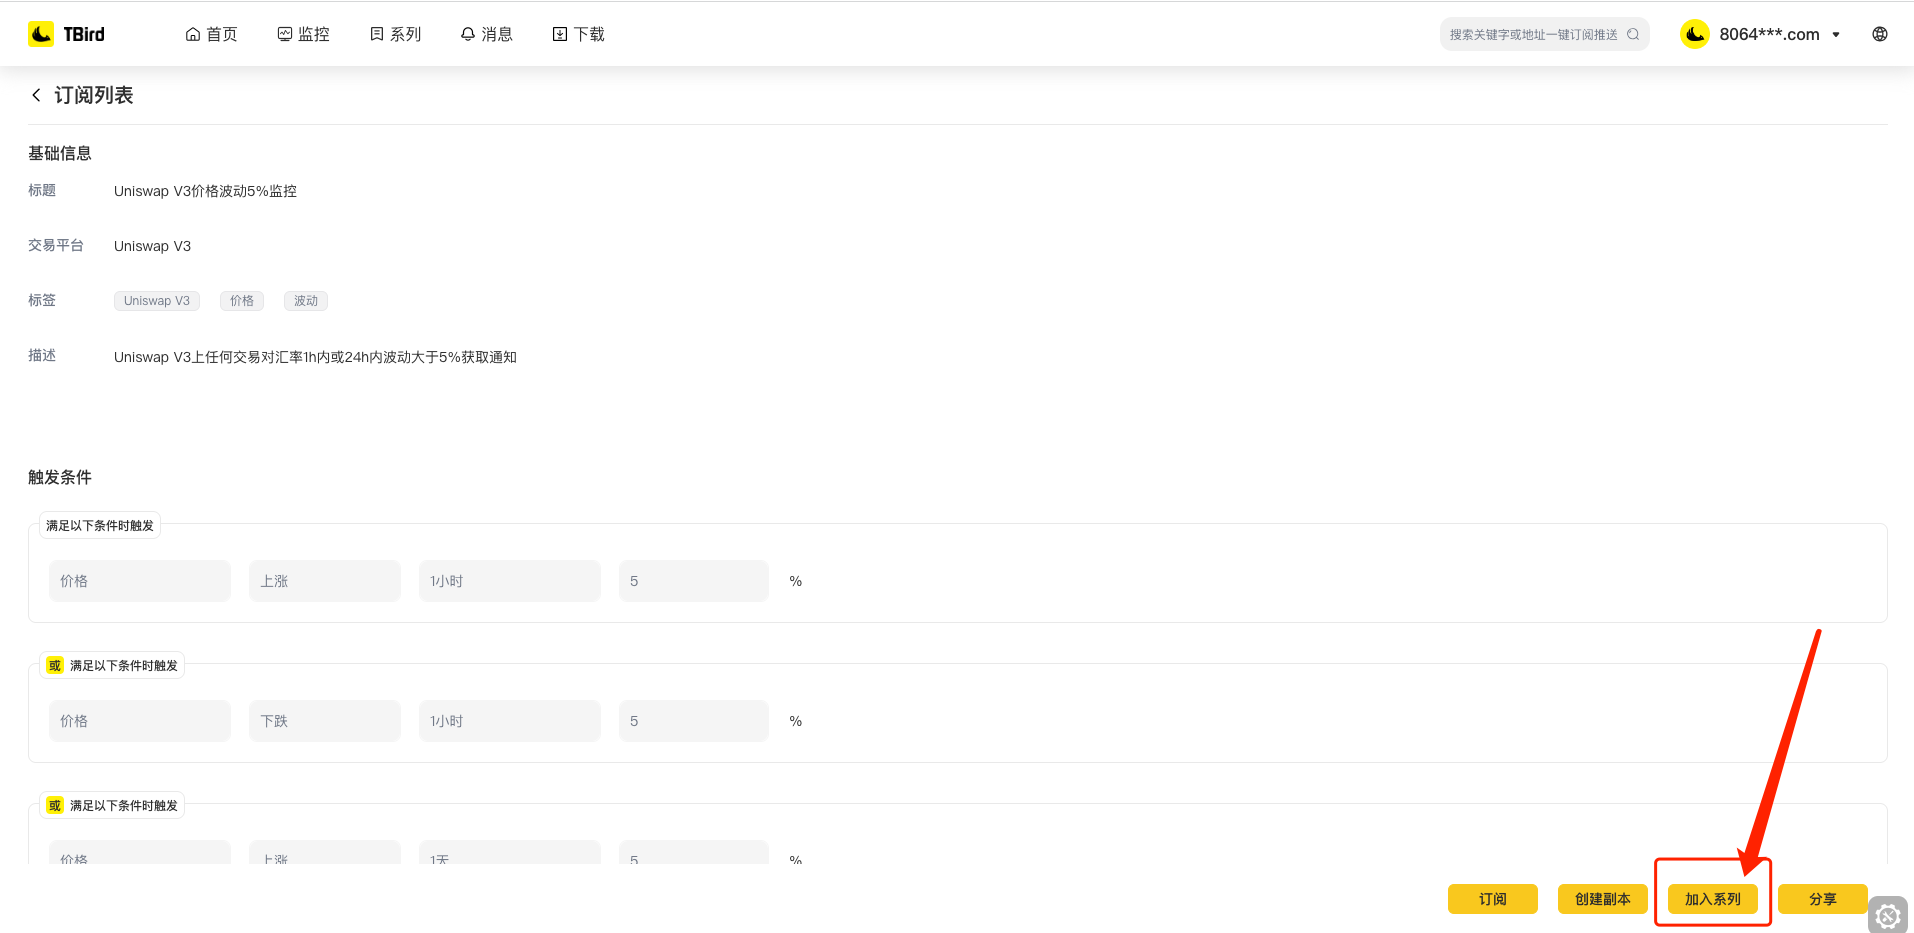 TBird 首页 监控 系列 消息 下载 搜索关键字或地址一键订阅推送 8064***.com
订阅列表
基础信息
标题 Uniswap V3价格波动5%监控
交易平台 Uniswap V3
标签 Uniswap V3 价格 波动
描述 Uniswap V3上任何交易对汇率1h内或24h内波动大于5%获取通知
触发条件
满足以下条件时触发
价格 上涨 1小时 5 %
或 满足以下条件时触发
价格 下跌 1小时 5 %
或 满足以下条件时触发
价格 上涨 1天 5 %
订阅 创建副本 加入系列 分享